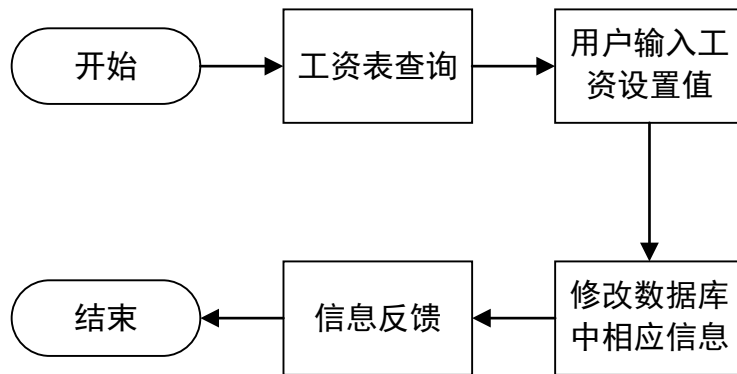 开始
工资表查询
用户输入工
资设置值
修改数据库
中相应信息
信息反馈
结束